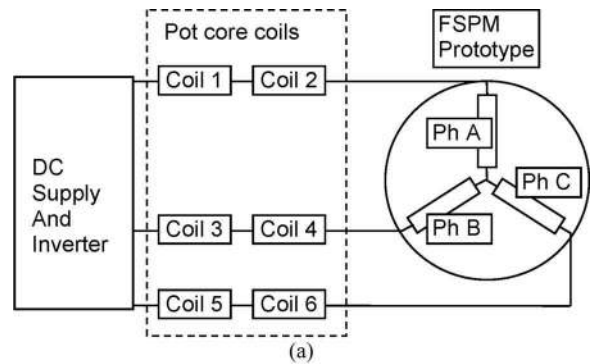 Pot core coils
FSPM
Prototype
Coil 1
Coil 2
Ph A
DC
Supply
And
Inverter
Ph C
Coil 3
Coil 4
Ph B
Coil 5
Coil 6
(a)